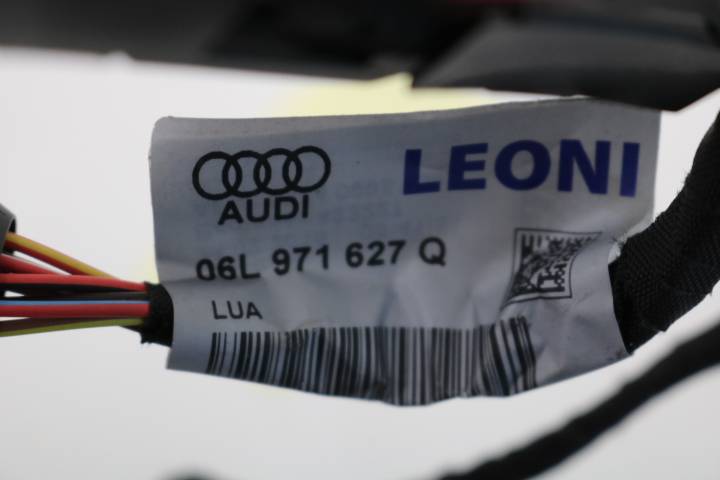 AUDI
LEONI
06L 971 627 Q
LUA